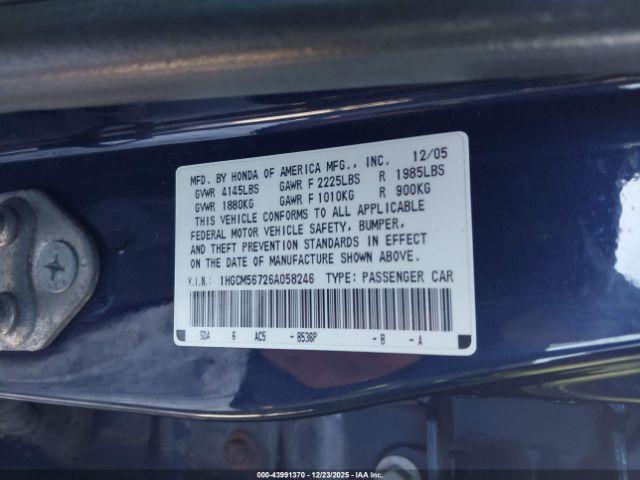 MFD. BY HONDA OF AMERICA MFG., INC. 12/05
GVWR 4145LBS GAWR F 2225LBS R 1985LBS
GVWR 1880KG GAWR F 1010KG R 900KG
THIS VEHICLE CONFORMS TO ALL APPLICABLE
FEDERAL MOTOR VEHICLE SAFETY, BUMPER,
AND THEFT PREVENTION STANDARDS IN EFFECT
ON THE DATE OF MANUFACTURE SHOWN ABOVE.
V.I.N.: 1HGCM56726A058246 TYPE: PASSENGER CAR
SDA 6 AC5 - B536P - B - A
www.iaai.com 000-43991370 12/23/2025 IAA Inc.